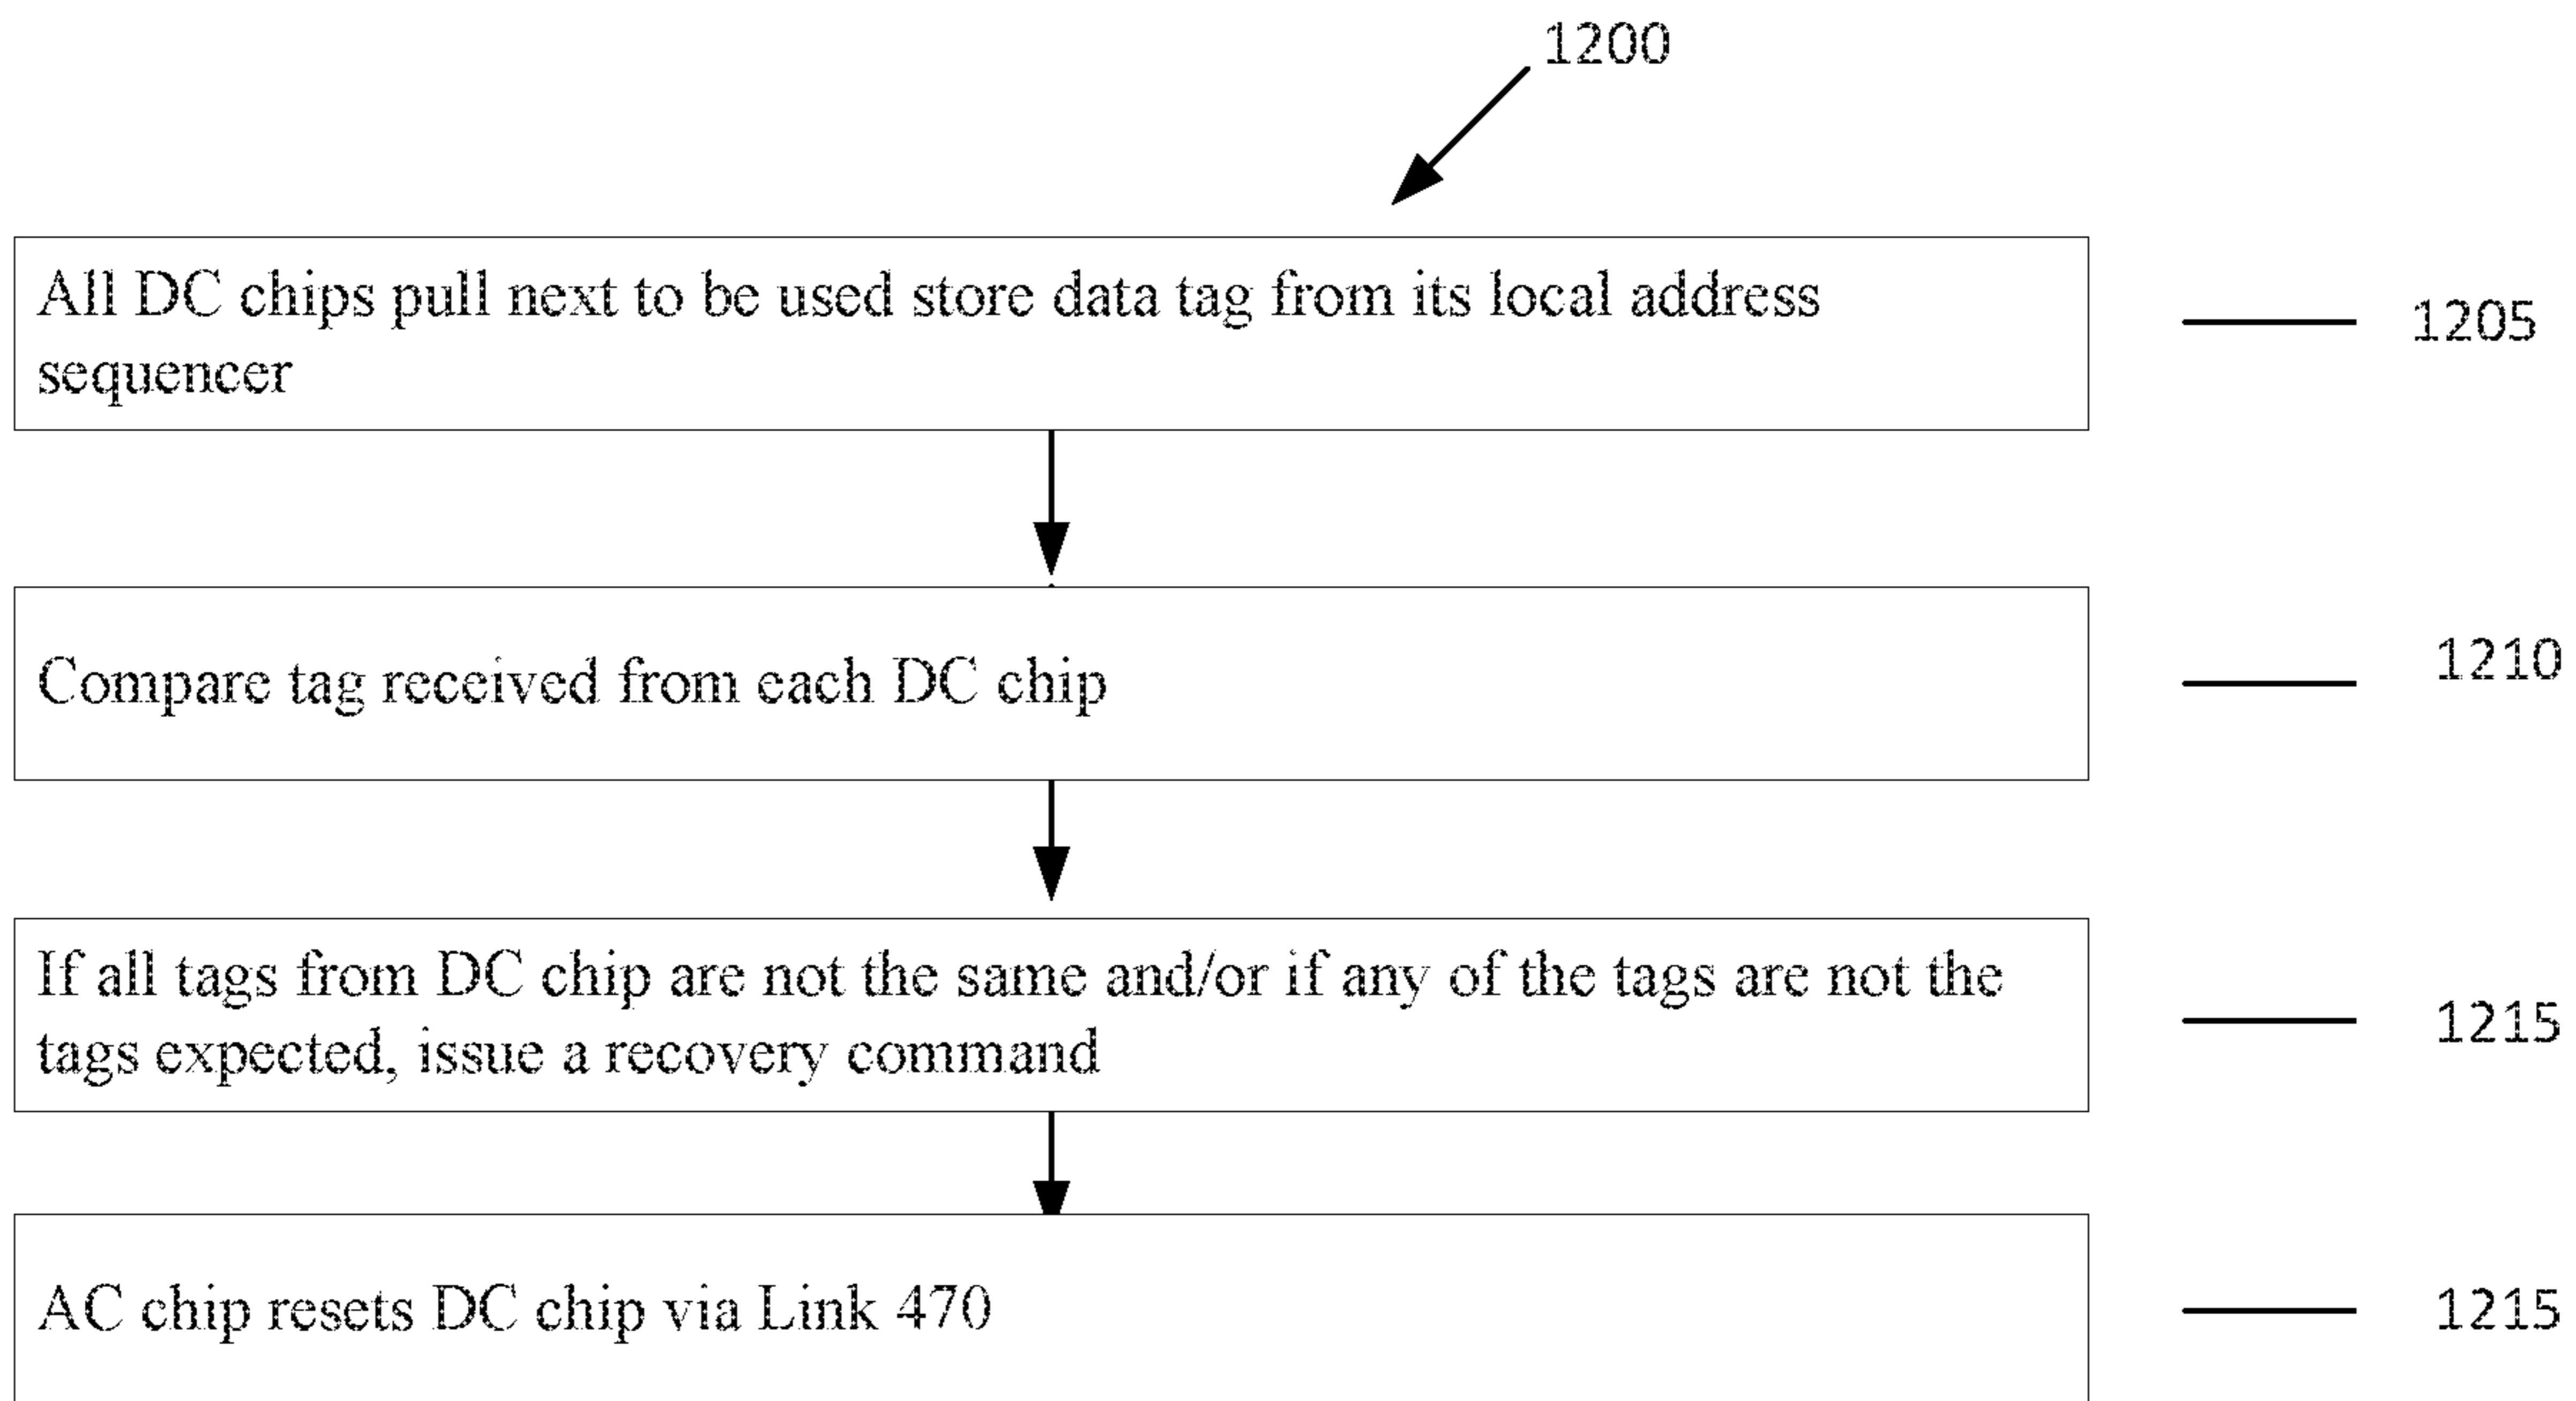 1200
All DC chips pull next to be used store data tag from its local address
sequencer
1205
Compare tag received from each DC chip
1210
If all tags from DC chip are not the same and/or if any of the tags are not the
tags expected, issue a recovery command
1215
AC chip resets DC chip via Link 470
1215